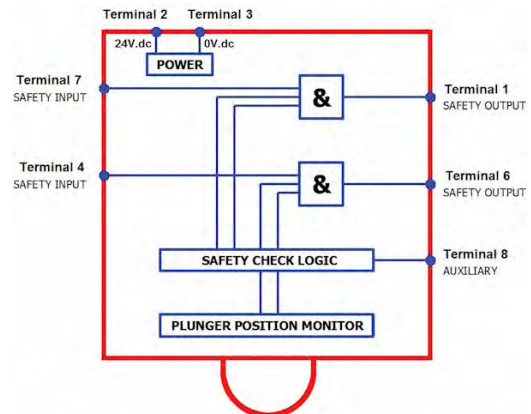 Terminal 2 Terminal 3
24V.dc 0V.dc
POWER
Terminal 7
SAFETY INPUT
&
Terminal 1
SAFETY OUTPUT
Terminal 4
SAFETY INPUT
&
Terminal 6
SAFETY OUTPUT
SAFETY CHECK LOGIC
Terminal 8
AUXILIARY
PLUNGER POSITION MONITOR